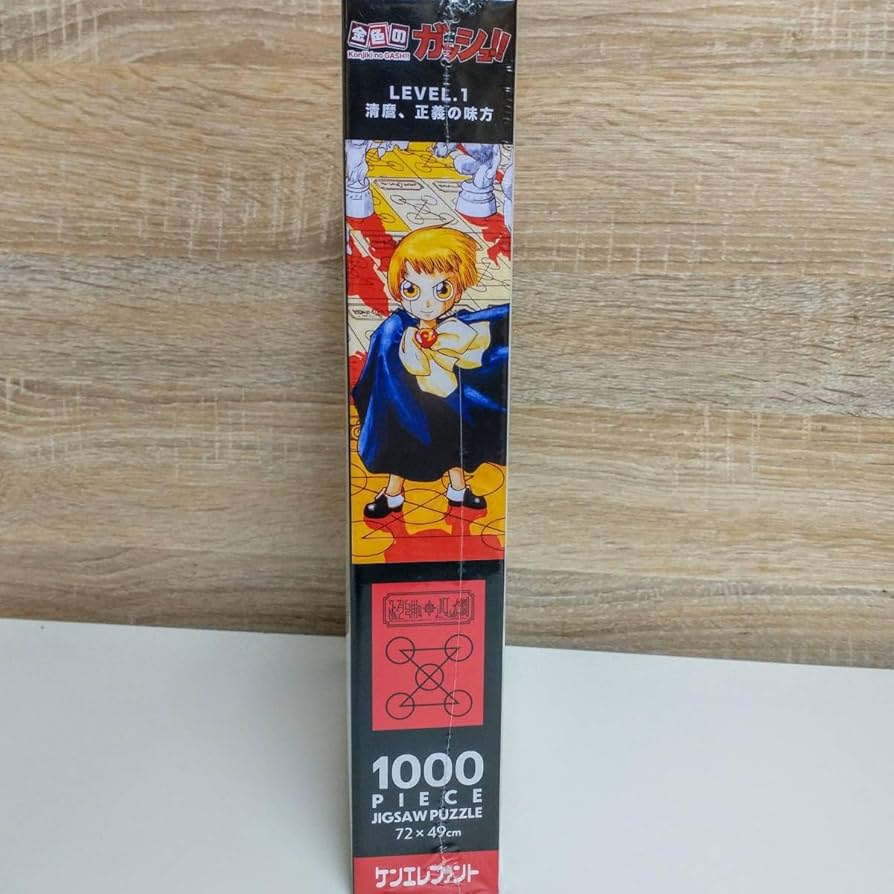 金色の
ガッシュ!!
Konjiki no GASH!!
LEVEL.1
清麿、正義の味方
1000
PIECE
JIGSAW PUZZLE
72×49cm
ケンエレファント